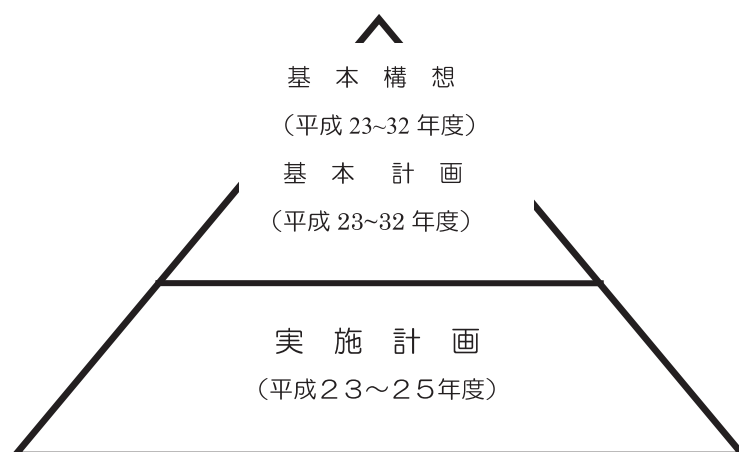 基 本 構 想
（平成 23~32 年度）
基 本 計 画
（平成 23~32 年度）
実 施 計 画
（平成２３～２５年度）